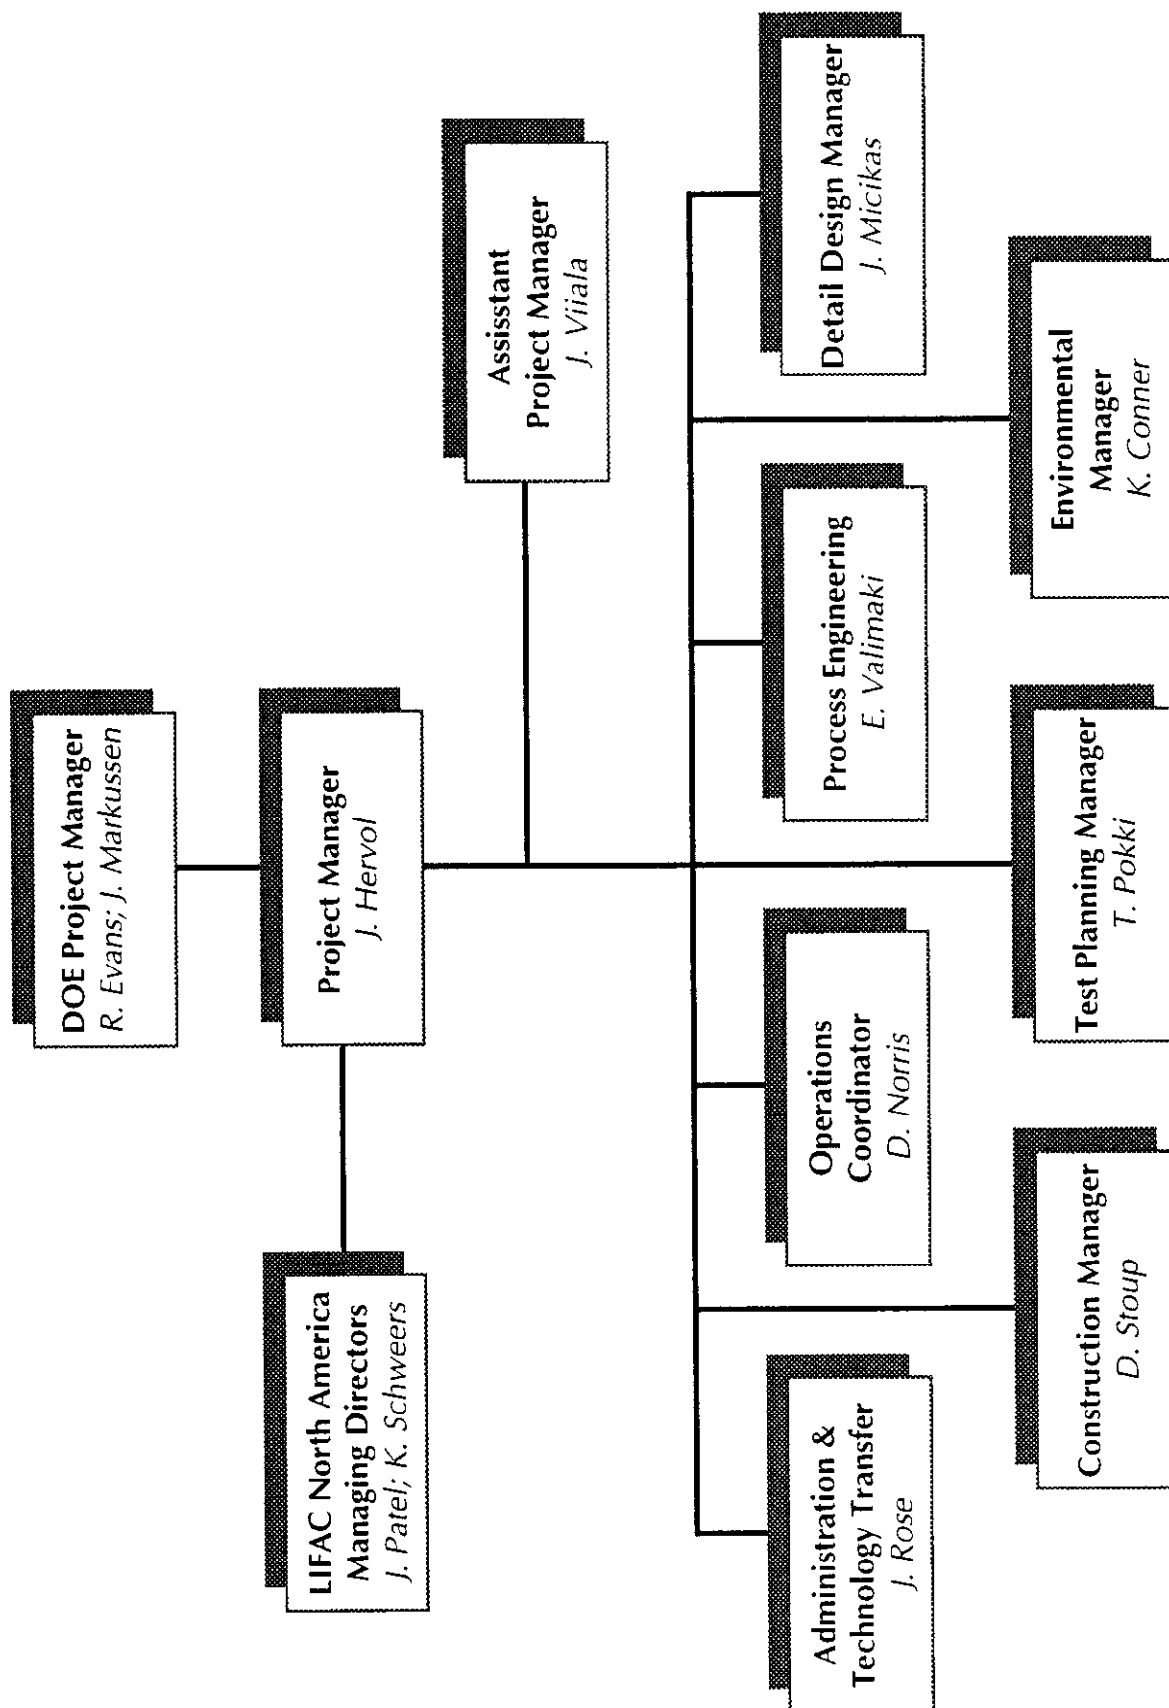 DOE Project Manager
R. Evans; J. Markussen
LIFAC North America
Managing Directors
J. Patel; K. Schweers
Project Manager
J. Hervol
Assisstant
Project Manager
J. Viiala
Administration &
Technology Transfer
J. Rose
Operations
Coordinator
D. Norris
Process Engineering
E. Valimaki
Detail Design Manager
J. Micikas
Construction Manager
D. Stoup
Test Planning Manager
T. Pokki
Environmental
Manager
K. Conner